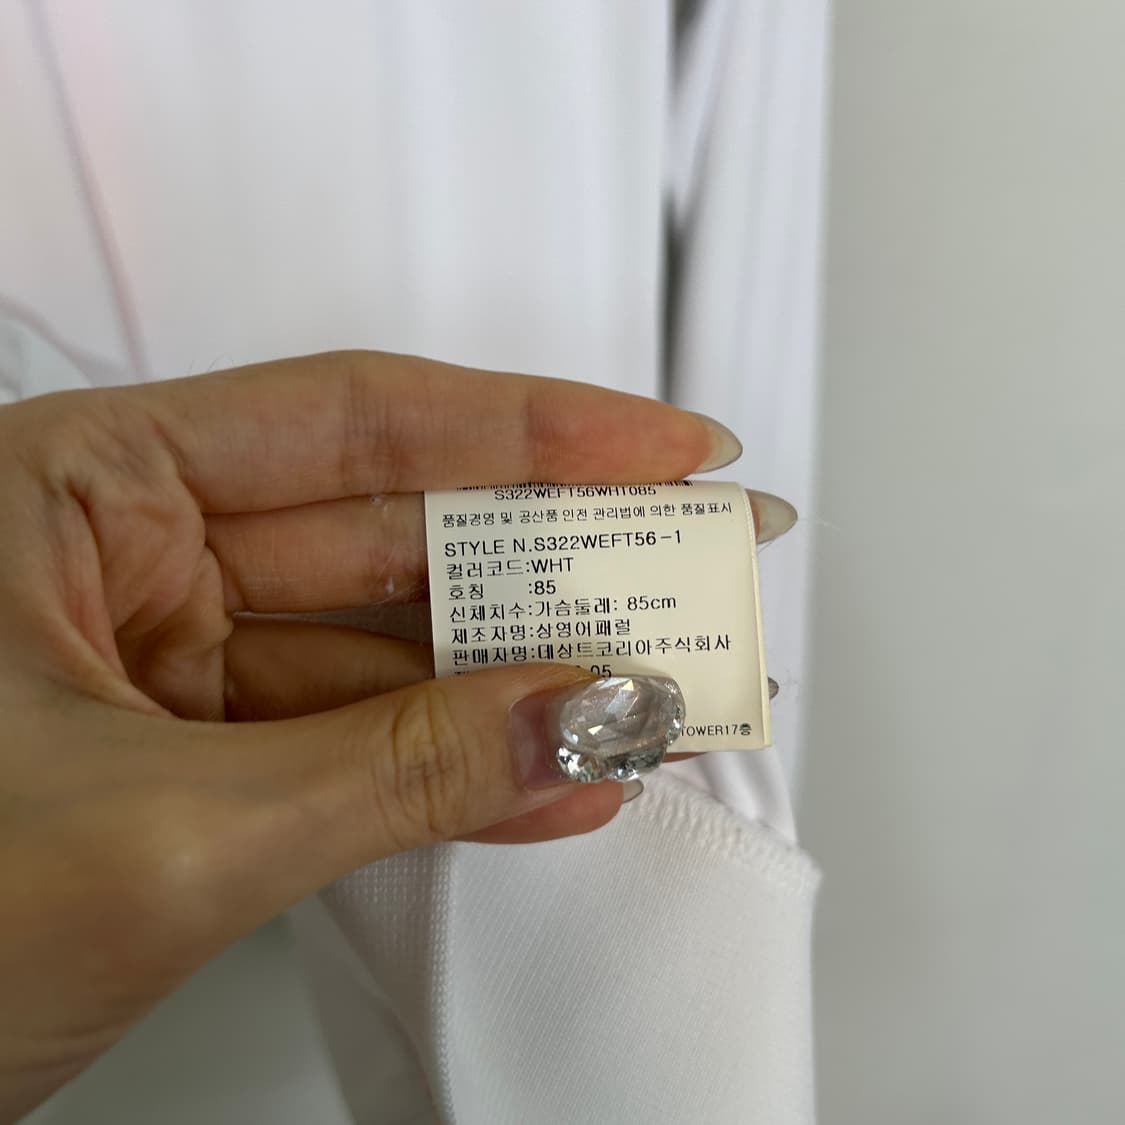 S322WEFT56WHT085
품질경영 및 공산품 안전 관리법에 의한 품질표시
STYLE N.S322WEFT56-1
컬러코드:WHT
호칭 :85
신체치수:가슴둘레: 85cm
제조자명:상영어패럴
판매자명:데상트코리아주식회사
05
TOWER17층